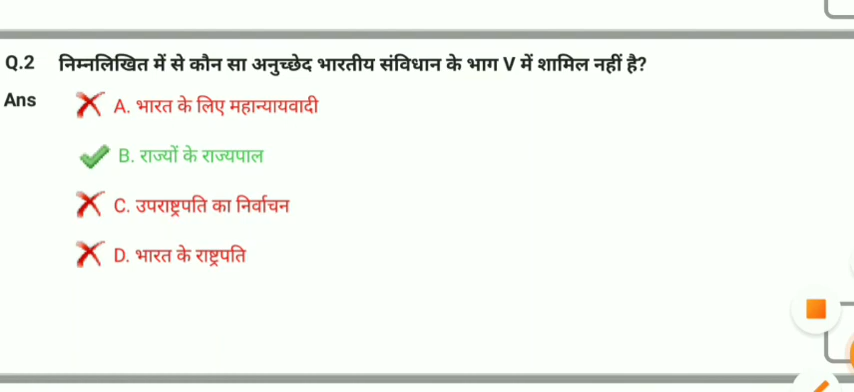 Q.2 निम्नलिखित में से कौन सा अनुच्छेद भारतीय संविधान के भाग V में शामिल नहीं है?
Ans A. भारत के लिए महान्यायवादी
B. राज्यों के राज्यपाल
C. उपराष्ट्रपति का निर्वाचन
D. भारत के राष्ट्रपति